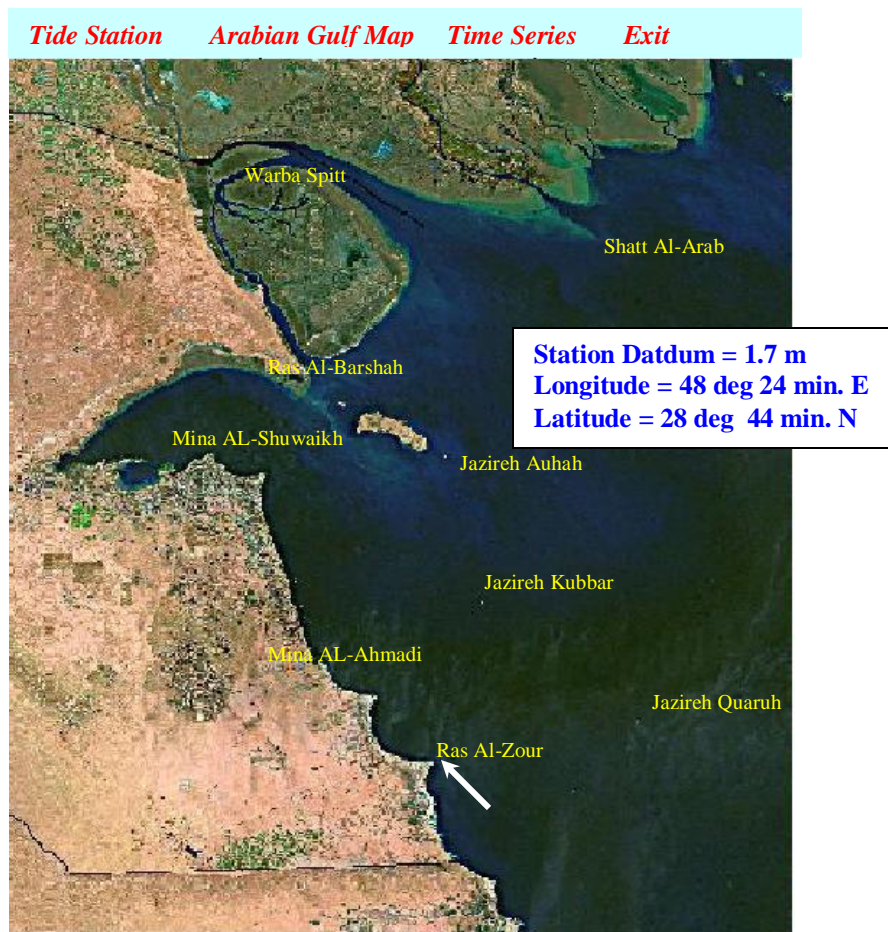 Tide Station Arabian Gulf Map Time Series Exit
Warba Spitt
Shatt Al-Arab
Station Datdum = 1.7 m
Longitude = 48 deg 24 min. E
Latitude = 28 deg 44 min. N
Ras Al-Barshah
Mina AL-Shuwaikh
Jazireh Auhah
Jazireh Kubbar
Mina AL-Ahmadi
Jazireh Quaruh
Ras Al-Zour